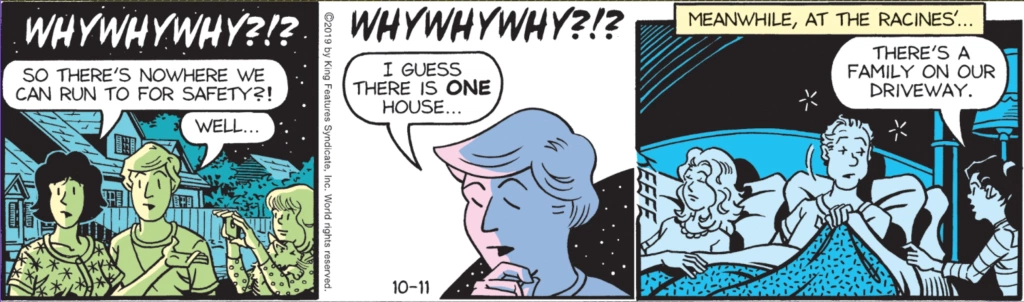 WHYWHYWHY?!?
SO THERE'S NOWHERE WE
CAN RUN TO FOR SAFETY?!
WELL...
©2019 by King Features Syndicate, Inc. World rights reserved.
WHYWHYWHY?!?
I GUESS
THERE IS ONE
HOUSE...
10-11
MEANWHILE, AT THE RACINES'...
THERE'S A
FAMILY ON OUR
DRIVEWAY.